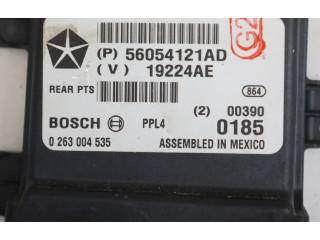 (P) 56054121AD
(V) 19224AE
REAR PTS
864
(2) 00390
BOSCH PPL4 0185
0 263 004 535 ASSEMBLED IN MEXICO